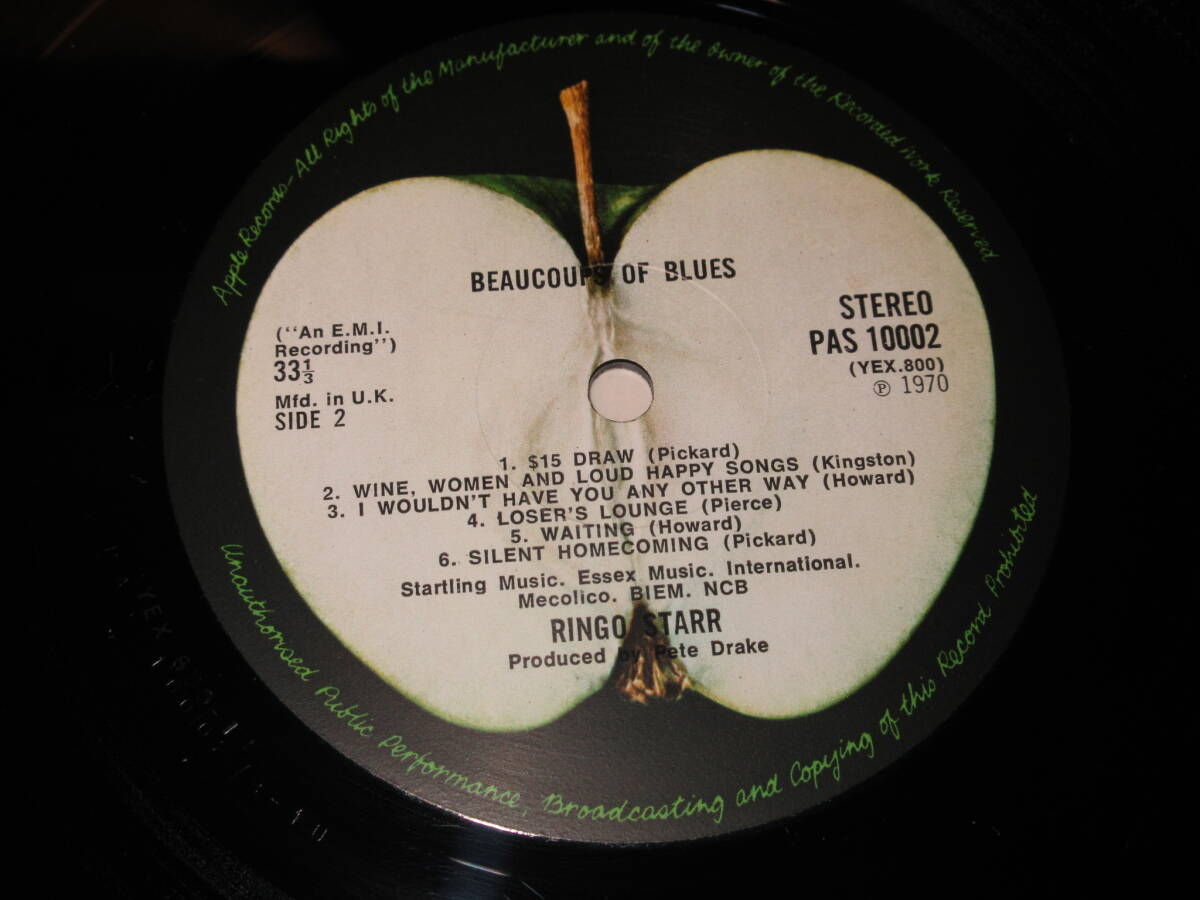 Apple Records-All Rights of the Manufacturer and of the Owner of the Recorded Work Reserved
BEAUCOUPS OF BLUES
("An E.M.I.
Recording")
33⅓
Mfd. in U.K.
SIDE 2
STEREO
PAS 10002
(YEX.800)
℗ 1970
1. $15 DRAW (Pickard)
2. WINE, WOMEN AND LOUD HAPPY SONGS (Kingston)
3. I WOULDN'T HAVE YOU ANY OTHER WAY (Howard)
4. LOSER'S LOUNGE (Pierce)
5. WAITING (Howard)
6. SILENT HOMECOMING (Pickard)
Startling Music. Essex Music. International.
Mecolico. BIEM. NCB
RINGO STARR
Produced by Pete Drake
Unauthorised Public Performance, Broadcasting and Copying of this Record Prohibited
YEX